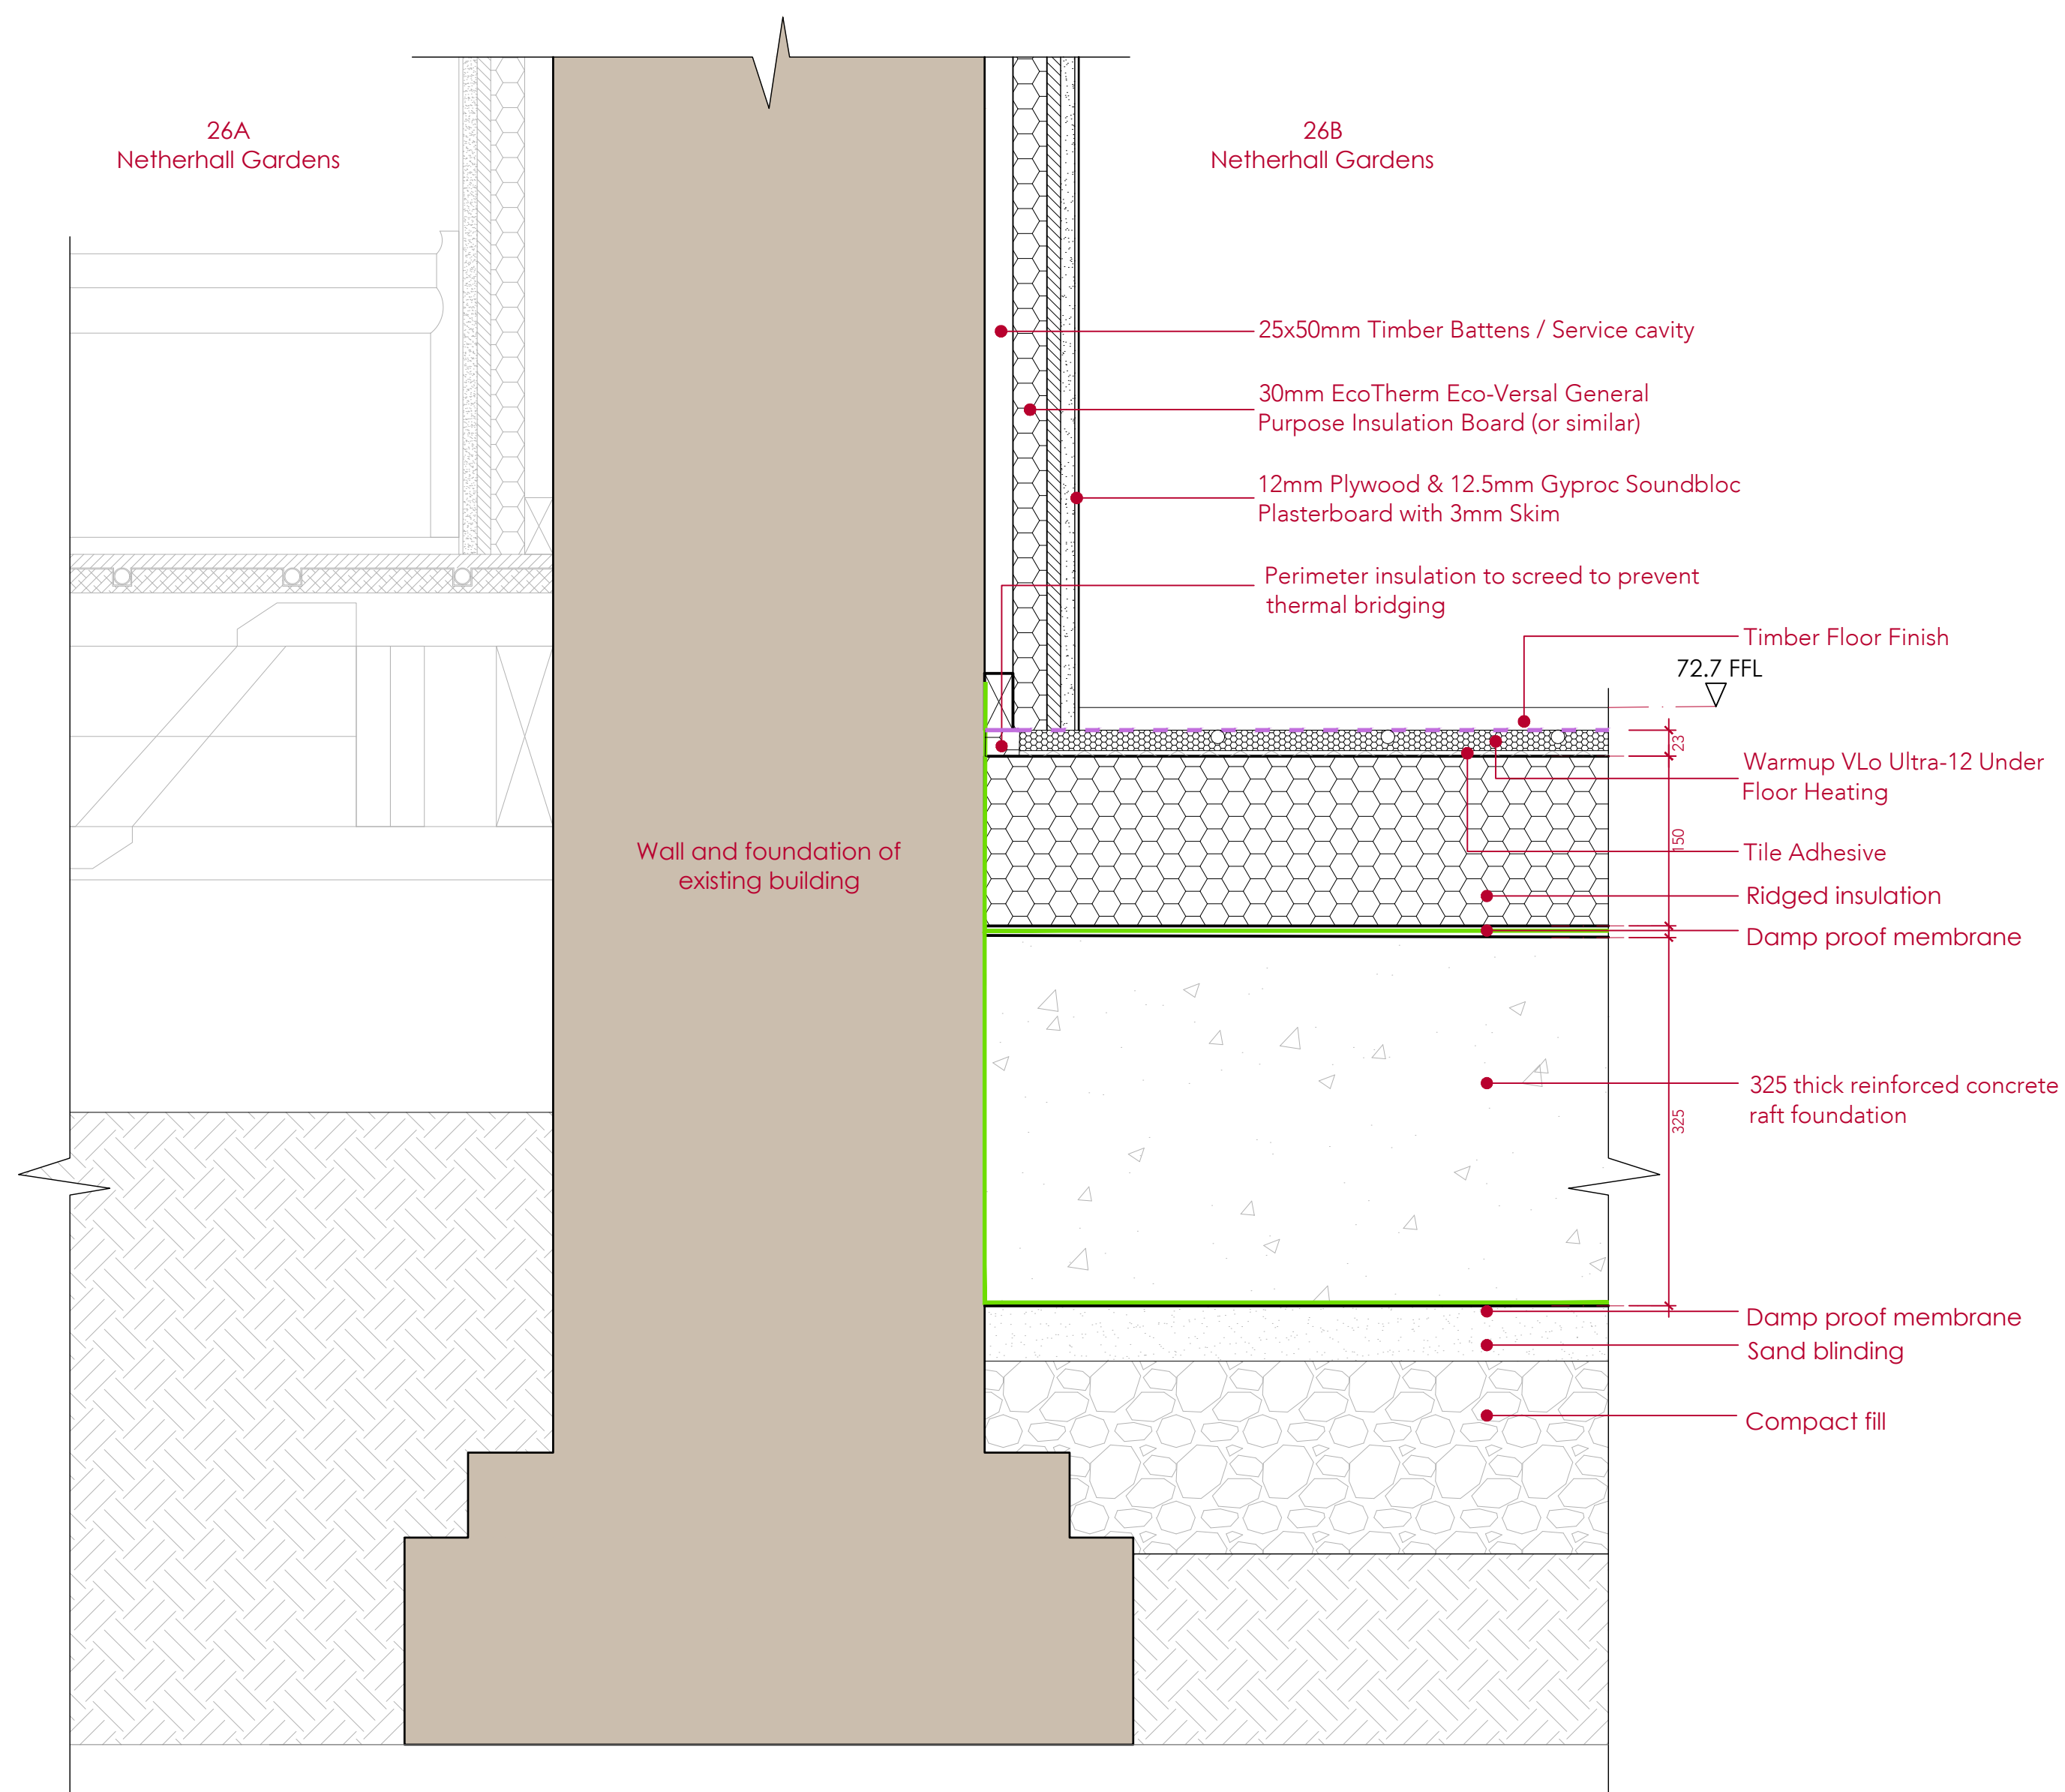 26A
Netherhall Gardens
26B
Netherhall Gardens
25x50mm Timber Battens / Service cavity
30mm EcoTherm Eco-Versal General
Purpose Insulation Board (or similar)
12mm Plywood & 12.5mm Gyproc Soundbloc
Plasterboard with 3mm Skim
Perimeter insulation to screed to prevent
thermal bridging
Timber Floor Finish
72.7 FFL
23
Warmup VLo Ultra-12 Under
Floor Heating
150
Tile Adhesive
Wall and foundation of
existing building
Ridged insulation
Damp proof membrane
325 thick reinforced concrete
raft foundation
325
Damp proof membrane
Sand blinding
Compact fill